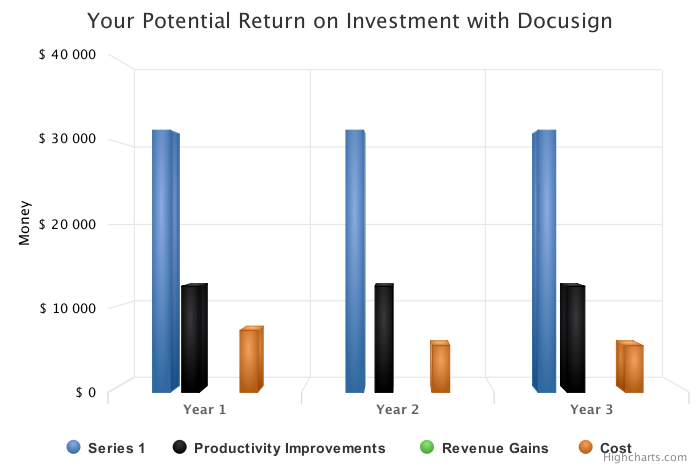 Your Potential Return on Investment with Docusign
$ 40 000
$ 30 000
$ 20 000
$ 10 000
$ 0
Money
Year 1 Year 2 Year 3
Series 1 Productivity Improvements Revenue Gains Cost
Highcharts.com